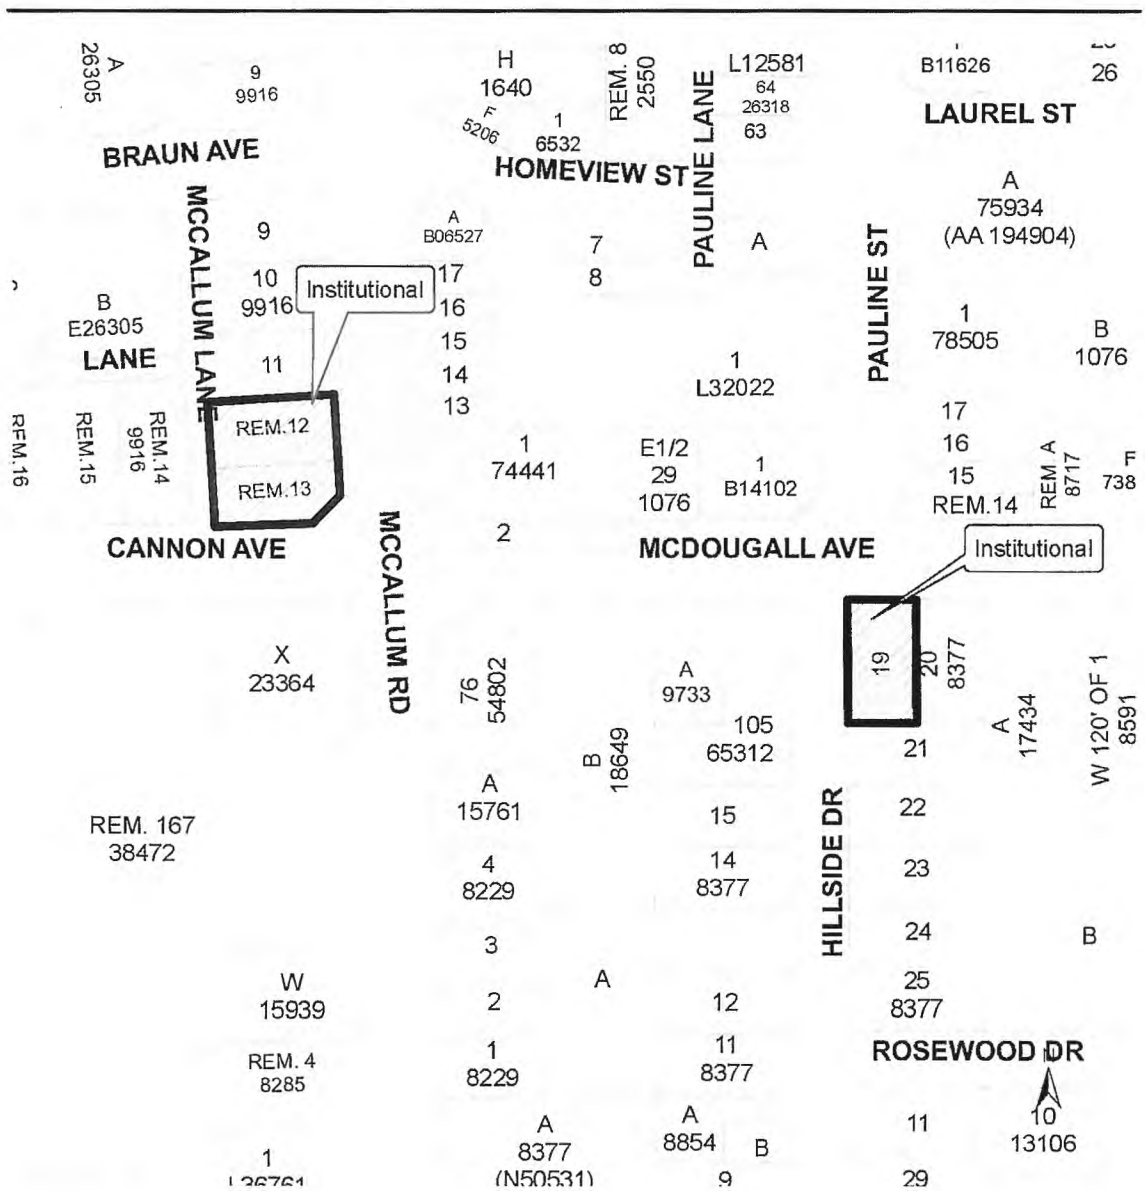 A
26305
9
9916
H
1640
F
5206
1
6532
REM. 8
2550
L12581
64
26318
63
PAULINE LANE
B11626
26
LAUREL ST
BRAUN AVE
HOMEVIEW ST
A
75934
(AA 194904)
MCCALLUM LANE
9
A
B06527
7
8
A
PAULINE ST
10
9916
Institutional
17
16
15
14
13
B
E26305
LANE
11
1
L32022
1
78505
B
1076
REM.16
REM.15
REM.14
9916
REM.12
REM.13
1
74441
E1/2
29
1076
1
B14102
17
16
15
REM.14
REM. A
8717
F
738
CANNON AVE
MCCALLUM RD
2
MCDOUGALL AVE
Institutional
X
23364
76
54802
A
9733
19
20
8377
A
17434
W 120' OF 1
8591
B
18649
105
65312
21
REM. 167
38472
A
15761
15
HILLSIDE DR
22
4
8229
14
8377
23
3
24
B
W
15939
2
A
12
25
8377
REM. 4
8285
1
8229
11
8377
ROSEWOOD DR
N
A
8377
(N50531)
A
8854
B
11
10
13106
1
L36761
9
29